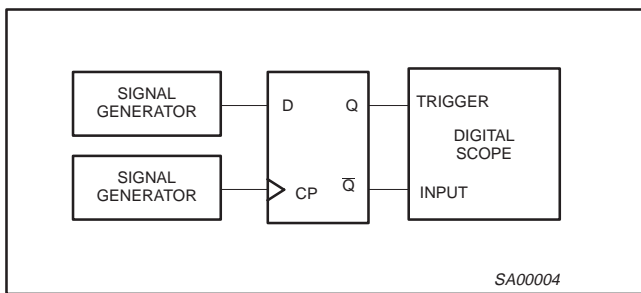 SIGNAL
GENERATOR
D
Q
TRIGGER
DIGITAL
SCOPE
SIGNAL
GENERATOR
CP
Q̅
INPUT
SA00004